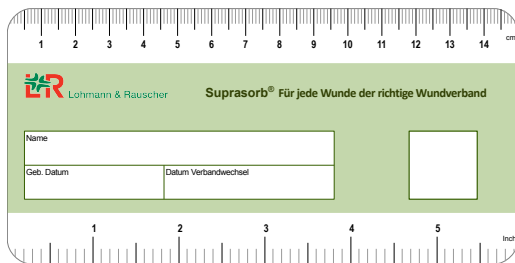 cm
1 2 3 4 5 6 7 8 9 10 11 12 13 14
L&R Lohmann & Rauscher Suprasorb® Für jede Wunde der richtige Wundverband
Name
Geb. Datum Datum Verbandwechsel
1 2 3 4 5
Inch